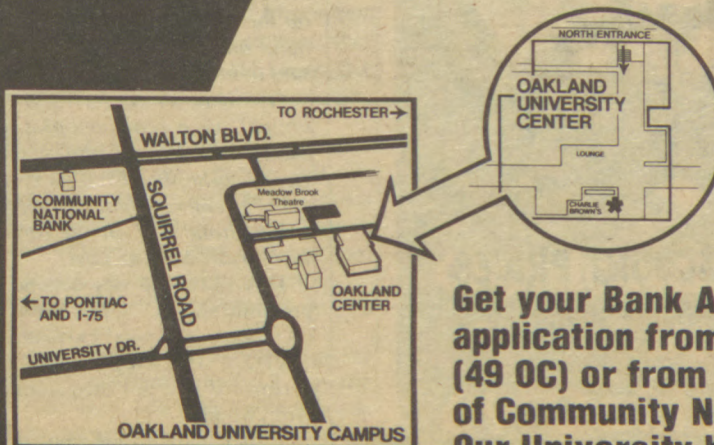 TO ROCHESTER→
WALTON BLVD.
COMMUNITY
NATIONAL
BANK
SQUIRREL ROAD
Meadow Brook
Theatre
←TO PONTIAC
AND I-75
OAKLAND
CENTER
UNIVERSITY DR.
OAKLAND UNIVERSITY CAMPUS
NORTH ENTRANCE
OAKLAND
UNIVERSITY
CENTER
LOUNGE
CHARLIE
BROWN'S
Get your Bank A
application from
(49 OC) or from
of Community N
Our University